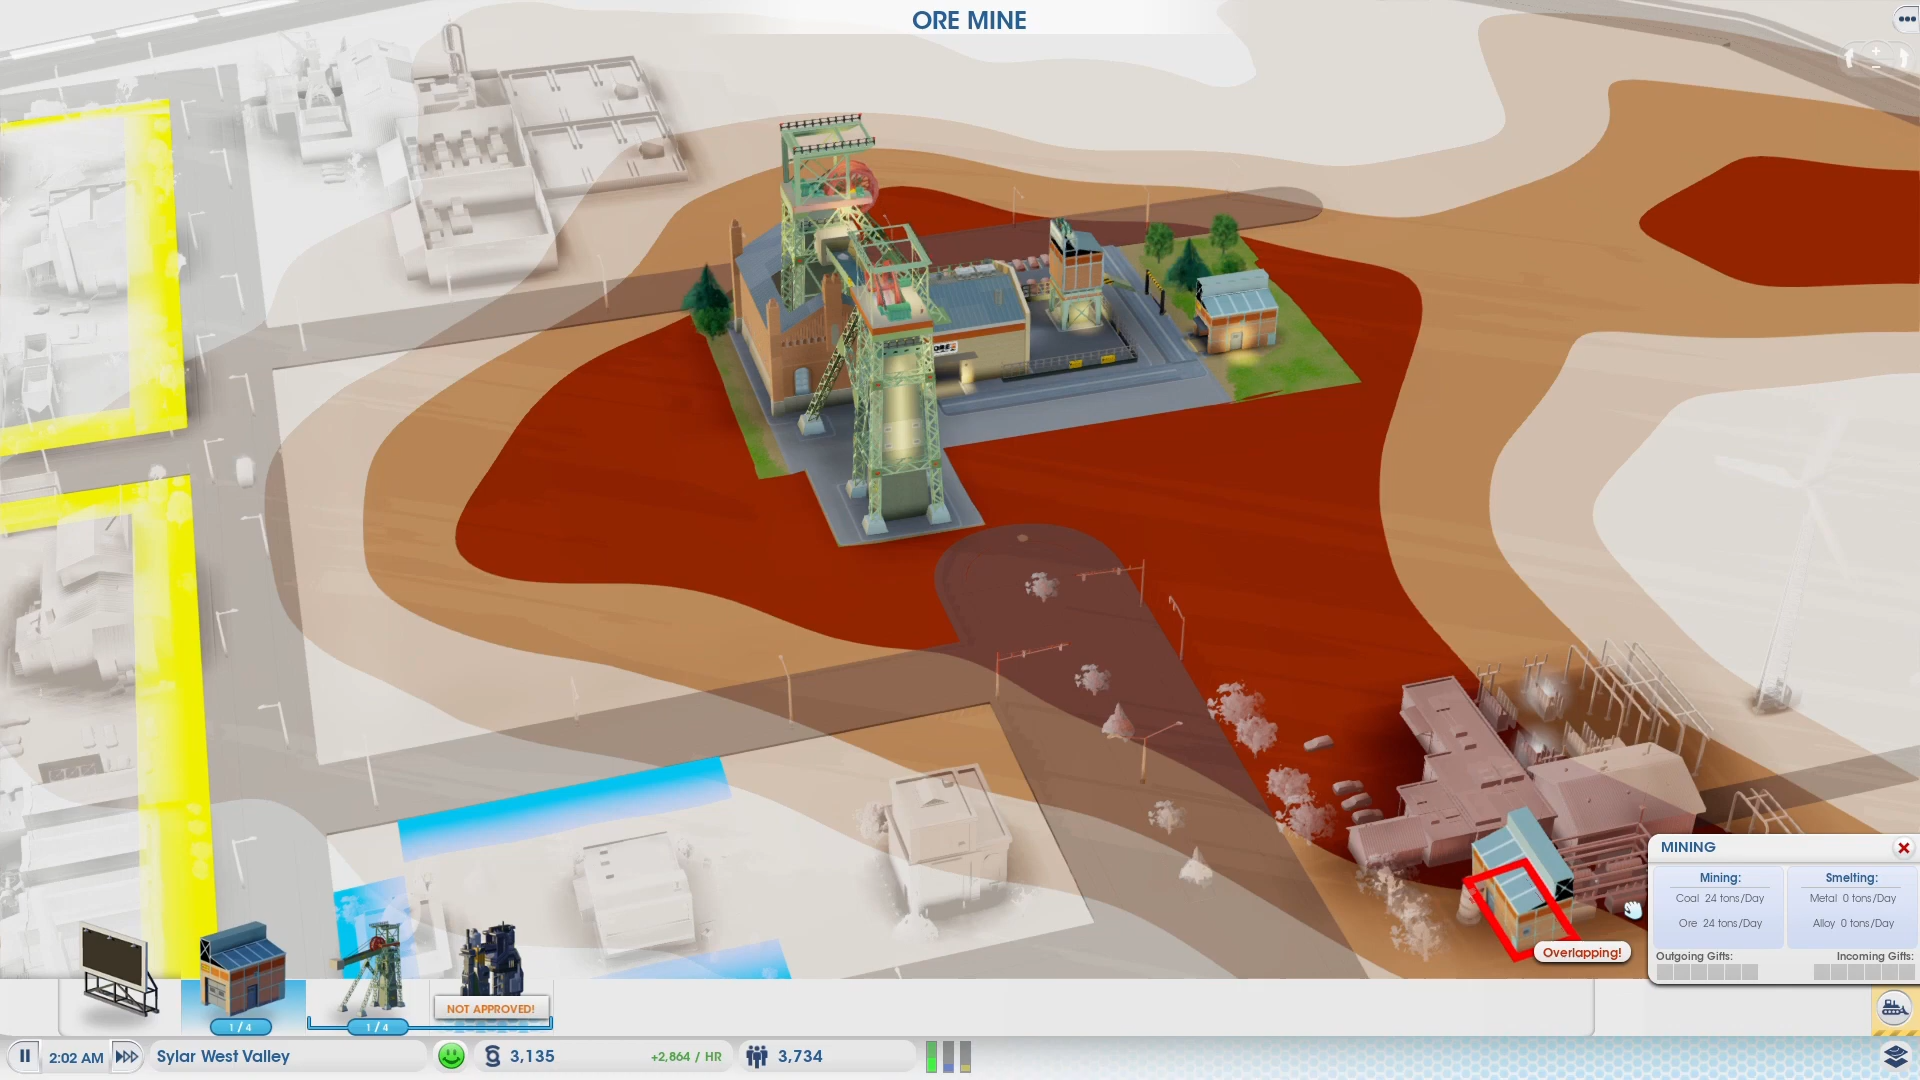 ORE MINE
ORE
MINING
Mining:
Coal 24 tons/Day
Ore 24 tons/Day
Smelting:
Metal 0 tons/Day
Alloy 0 tons/Day
Outgoing Gifts:
Incoming Gifts:
Overlapping!
NOT APPROVED!
1 / 4
1 / 4
2:02 AM
Sylar West Valley
3,135
+2,864 / HR
3,734